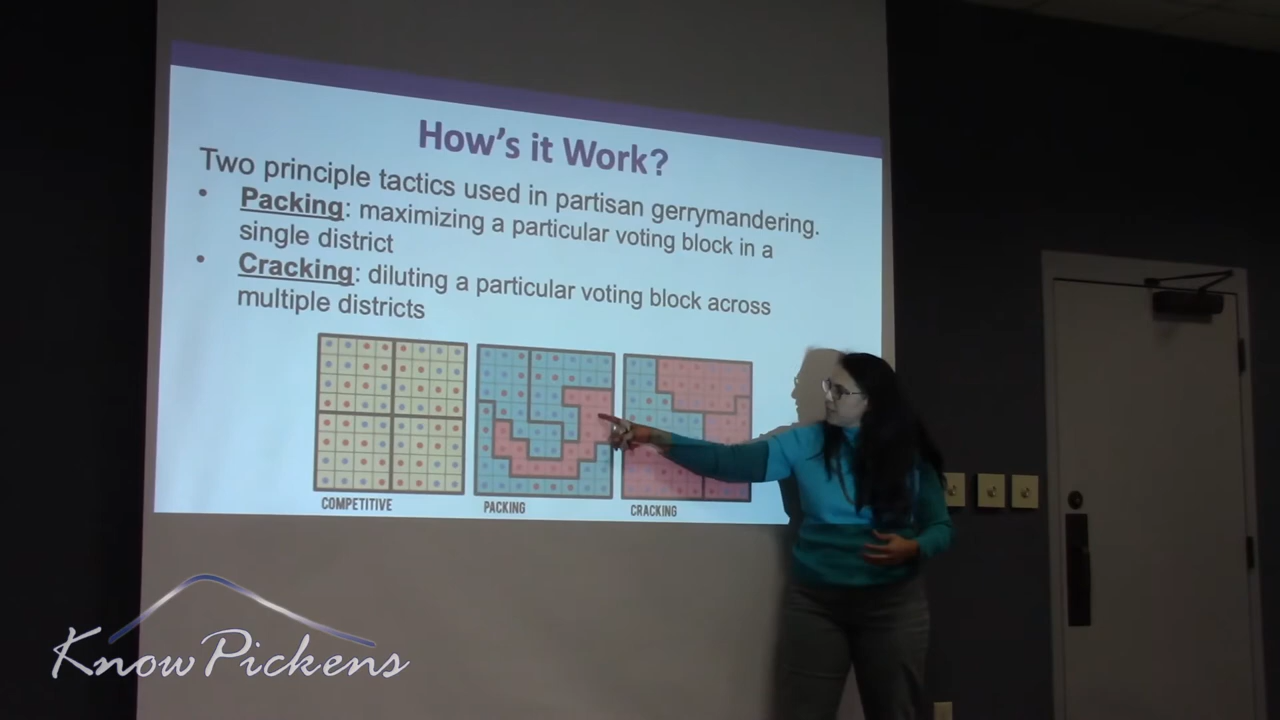 How's it Work?
Two principle tactics used in partisan gerrymandering.
• Packing: maximizing a particular voting block in a
single district
• Cracking: diluting a particular voting block across
multiple districts
COMPETITIVE
PACKING
CRACKING
KnowPickens